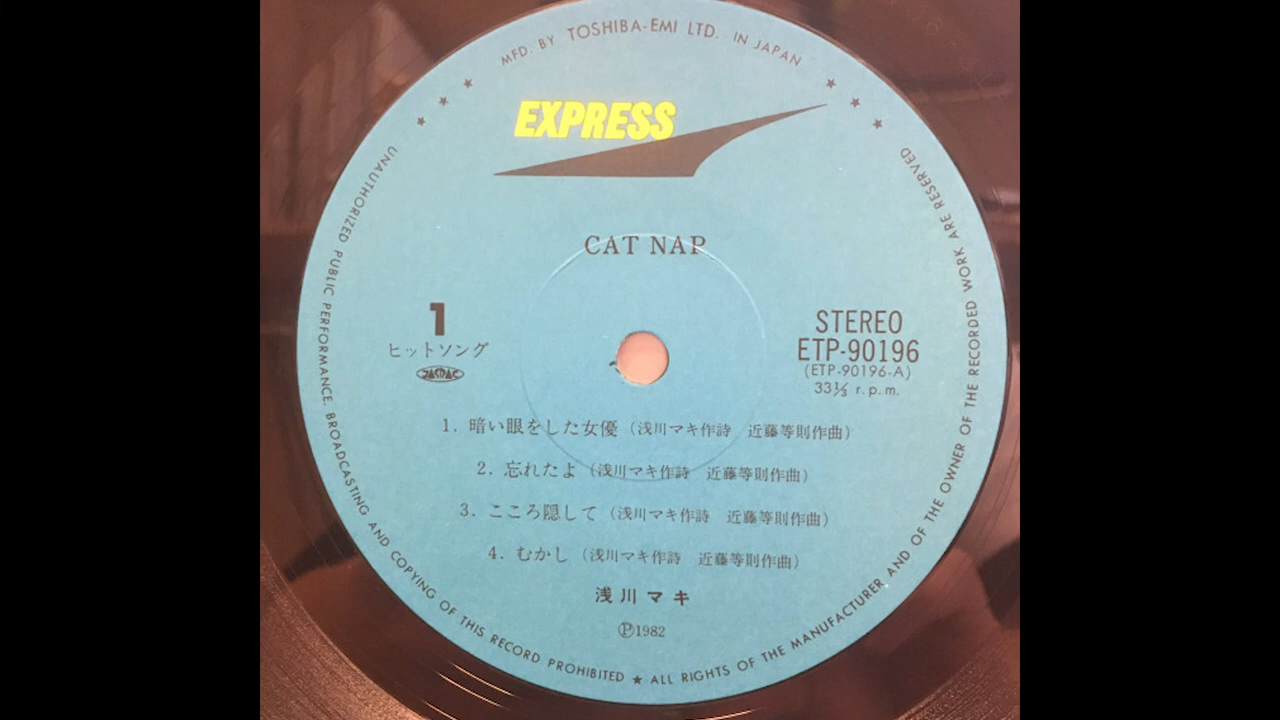 MFD. BY TOSHIBA-EMI LTD. IN JAPAN
EXPRESS
CAT NAP
1
ヒットソング
JASRAC
STEREO
ETP-90196
(ETP-90196-A)
33⅓ r.p.m.
1. 暗い眼をした女優 (浅川マキ作詩 近藤等則作曲)
2. 忘れたよ (浅川マキ作詩 近藤等則作曲)
3. こころ隠して (浅川マキ作詩 近藤等則作曲)
4. むかし (浅川マキ作詩 近藤等則作曲)
浅川マキ
Ⓟ1982
UNAUTHORIZED PUBLIC PERFORMANCE, BROADCASTING AND COPYING OF THIS RECORD PROHIBITED ★ ALL RIGHTS OF THE MANUFACTURER AND OF THE OWNER OF THE RECORDED WORK ARE RESERVED